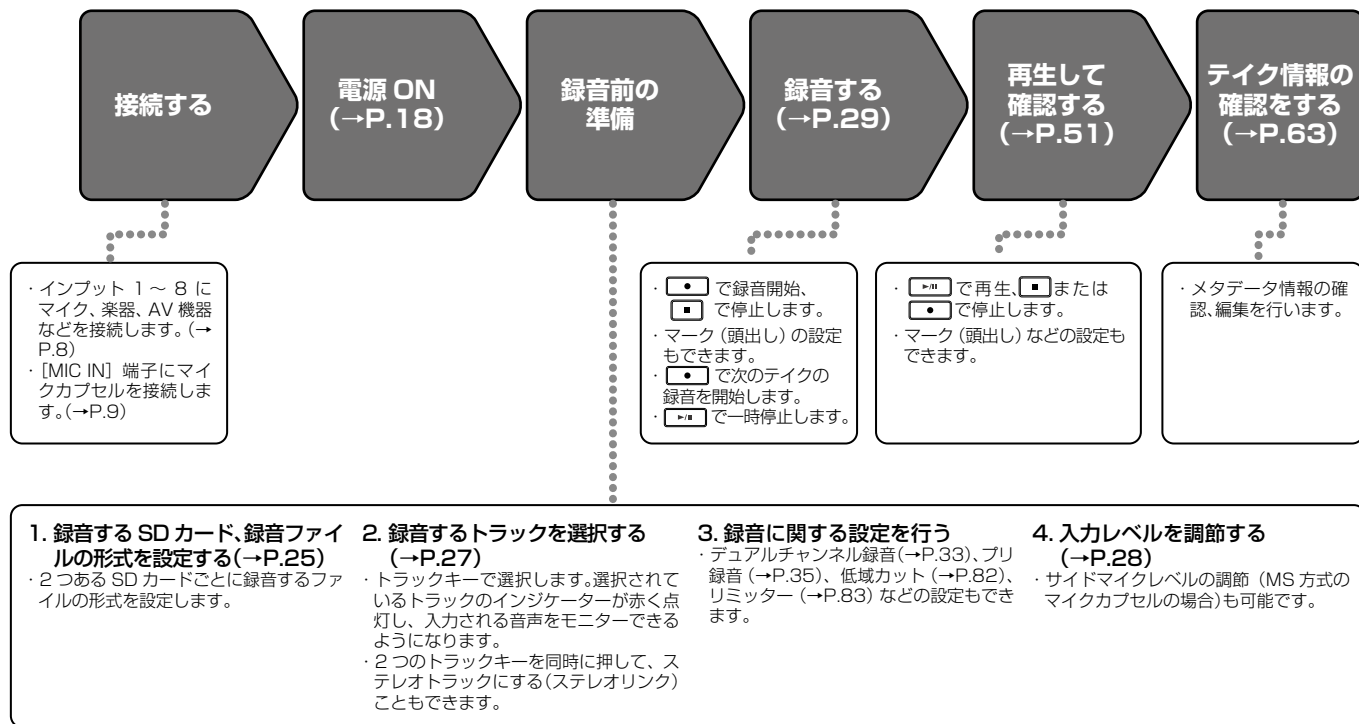 接続する
電源 ON
(→P.18)
録音前の
準備
録音する
(→P.29)
再生して
確認する
(→P.51)
テイク情報の
確認をする
(→P.63)
・インプット 1 ～ 8 に
マイク、楽器、AV 機器
などを接続します。(→
P.8)
・[MIC IN] 端子にマイ
クカプセルを接続しま
す。(→P.9)
・ ● で録音開始、
■ で停止します。
・マーク（頭出し）の設定
もできます。
・ ● で次のテイクの
録音を開始します。
・ ►/II で一時停止します。
・ ►/II で再生、 ■ または
● で停止します。
・マーク（頭出し）などの設定も
できます。
・メタデータ情報の確
認、編集を行います。
1. 録音する SD カード、録音ファイ
ルの形式を設定する(→P.25)
・2 つある SD カードごとに録音するファ
イルの形式を設定します。
2. 録音するトラックを選択する
(→P.27)
・トラックキーで選択します。選択されて
いるトラックのインジケーターが赤く点
灯し、入力される音声をモニターできる
ようになります。
・2 つのトラックキーを同時に押して、ス
テレオトラックにする(ステレオリンク)
こともできます。
3. 録音に関する設定を行う
・デュアルチャンネル録音(→P.33)、プリ
録音 (→P.35)、低域カット (→P.82)、
リミッター (→P.83) などの設定もでき
ます。
4. 入力レベルを調節する
(→P.28)
・サイドマイクレベルの調節（MS 方式の
マイクカプセルの場合)も可能です。